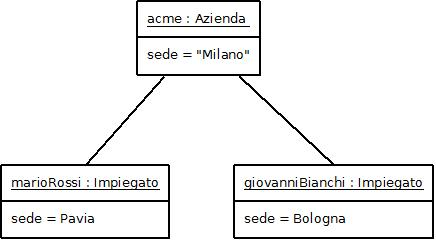 acme : Azienda
sede = "Milano"
marioRossi : Impiegato
sede = Pavia
giovanniBianchi : Impiegato
sede = Bologna